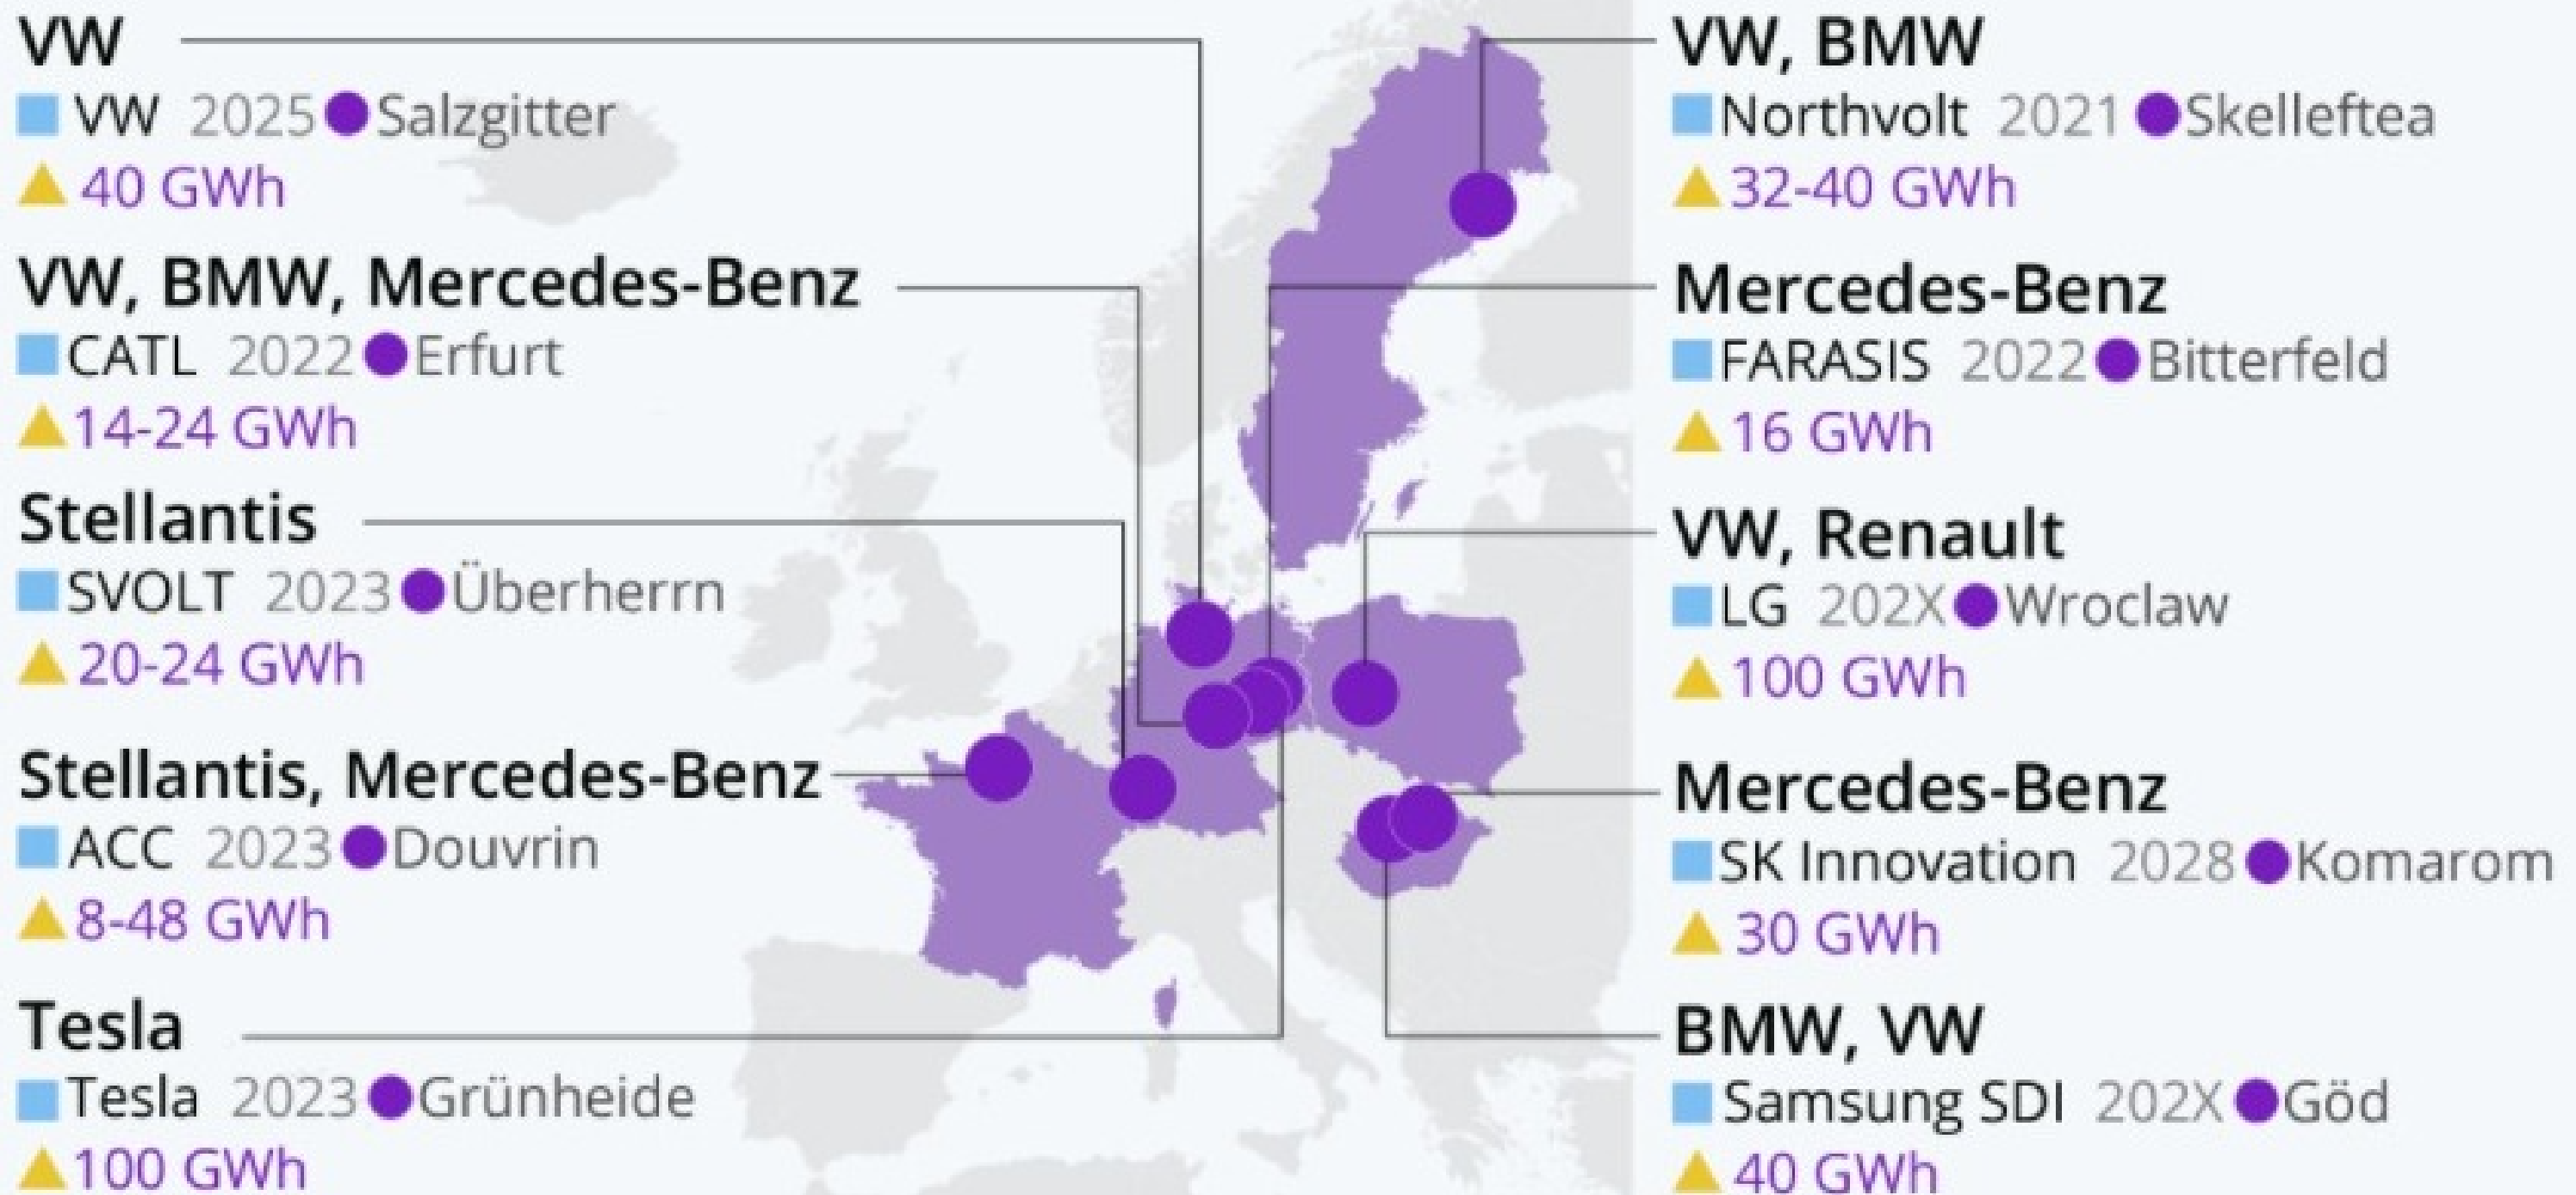 VW
VW 2025 Salzgitter
40 GWh
VW, BMW, Mercedes-Benz
CATL 2022 Erfurt
14-24 GWh
Stellantis
SVOLT 2023 Überherrn
20-24 GWh
Stellantis, Mercedes-Benz
ACC 2023 Douvrin
8-48 GWh
Tesla
Tesla 2023 Grünheide
100 GWh
VW, BMW
Northvolt 2021 Skelleftea
32-40 GWh
Mercedes-Benz
FARASIS 2022 Bitterfeld
16 GWh
VW, Renault
LG 202X Wroclaw
100 GWh
Mercedes-Benz
SK Innovation 2028 Komarom
30 GWh
BMW, VW
Samsung SDI 202X Göd
40 GWh